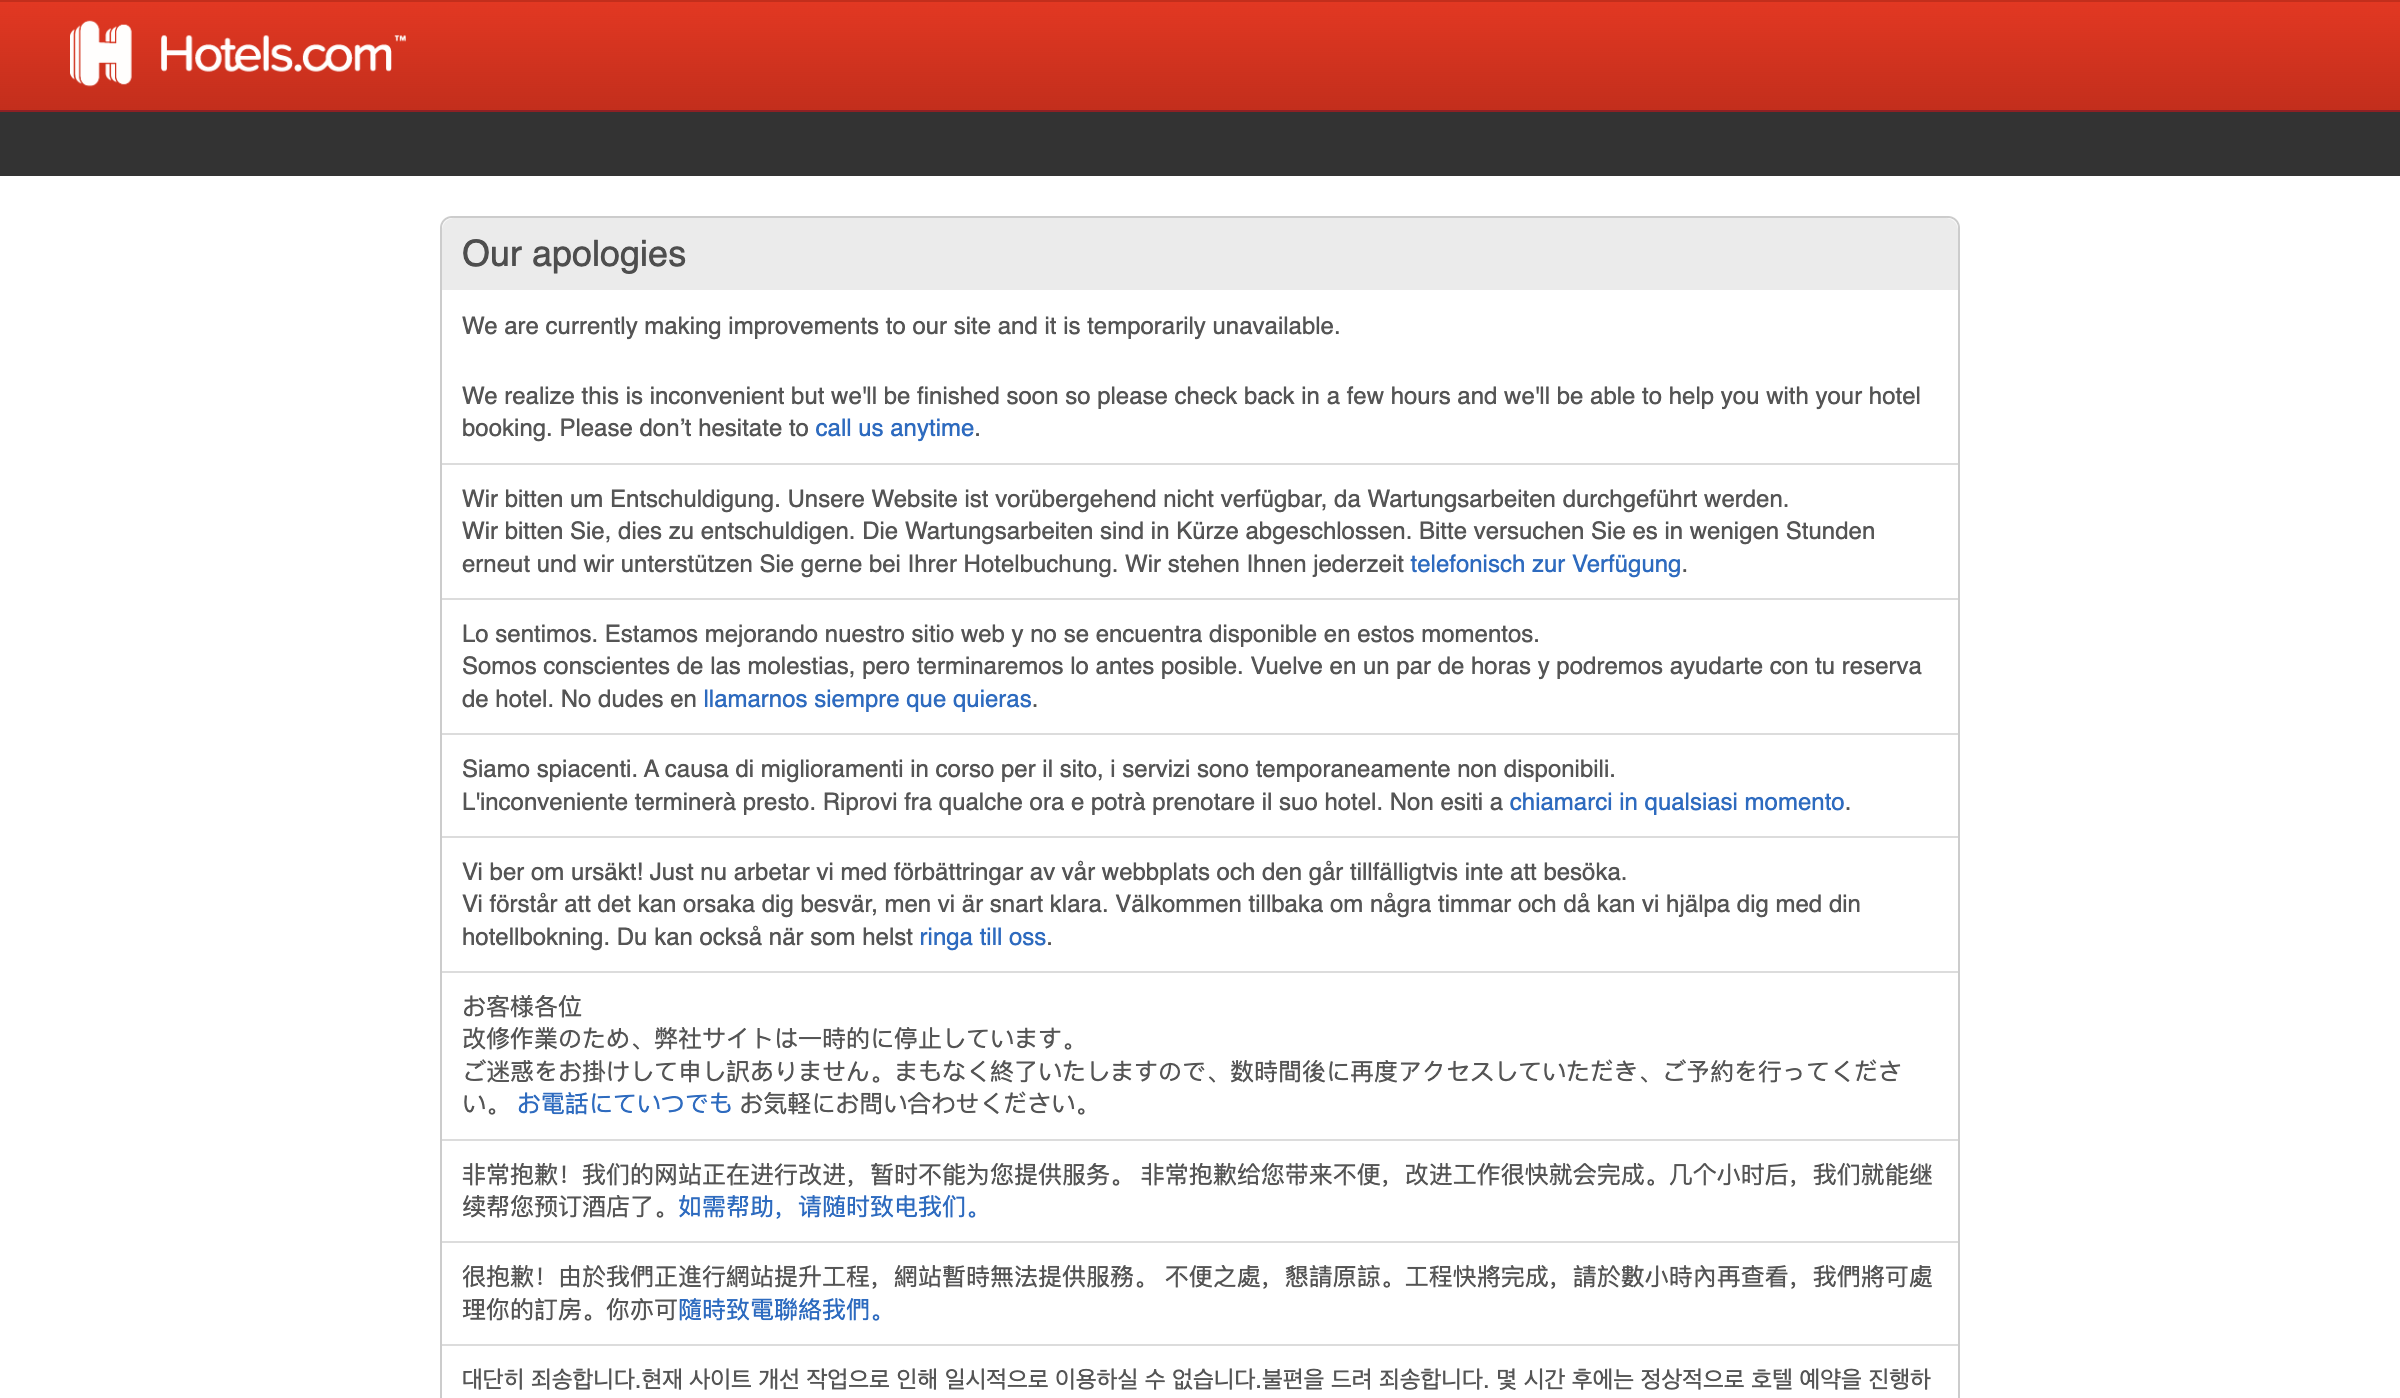 Hotels.com™
Our apologies
We are currently making improvements to our site and it is temporarily unavailable.
We realize this is inconvenient but we'll be finished soon so please check back in a few hours and we'll be able to help you with your hotel
booking. Please don’t hesitate to call us anytime.
Wir bitten um Entschuldigung. Unsere Website ist vorübergehend nicht verfügbar, da Wartungsarbeiten durchgeführt werden.
Wir bitten Sie, dies zu entschuldigen. Die Wartungsarbeiten sind in Kürze abgeschlossen. Bitte versuchen Sie es in wenigen Stunden
erneut und wir unterstützen Sie gerne bei Ihrer Hotelbuchung. Wir stehen Ihnen jederzeit telefonisch zur Verfügung.
Lo sentimos. Estamos mejorando nuestro sitio web y no se encuentra disponible en estos momentos.
Somos conscientes de las molestias, pero terminaremos lo antes posible. Vuelve en un par de horas y podremos ayudarte con tu reserva
de hotel. No dudes en llamarnos siempre que quieras.
Siamo spiacenti. A causa di miglioramenti in corso per il sito, i servizi sono temporaneamente non disponibili.
L'inconveniente terminerà presto. Riprovi fra qualche ora e potrà prenotare il suo hotel. Non esiti a chiamarci in qualsiasi momento.
Vi ber om ursäkt! Just nu arbetar vi med förbättringar av vår webbplats och den går tillfälligtvis inte att besöka.
Vi förstår att det kan orsaka dig besvär, men vi är snart klara. Välkommen tillbaka om några timmar och då kan vi hjälpa dig med din
hotellbokning. Du kan också när som helst ringa till oss.
お客様各位
改修作業のため、弊社サイトは一時的に停止しています。
ご迷惑をお掛けして申し訳ありません。まもなく終了いたしますので、数時間後に再度アクセスしていただき、ご予約を行ってくださ
い。 お電話にていつでも お気軽にお問い合わせください。
非常抱歉！我们的网站正在进行改进，暂时不能为您提供服务。 非常抱歉给您带来不便，改进工作很快就会完成。几个小时后，我们就能继
续帮您预订酒店了。如需帮助，请随时致电我们。
很抱歉！由於我們正進行網站提升工程，網站暫時無法提供服務。 不便之處，懇請原諒。工程快將完成，請於數小時內再查看，我們將可處
理你的訂房。你亦可隨時致電聯絡我們。
대단히 죄송합니다.현재 사이트 개선 작업으로 인해 일시적으로 이용하실 수 없습니다.불편을 드려 죄송합니다. 몇 시간 후에는 정상적으로 호텔 예약을 진행하